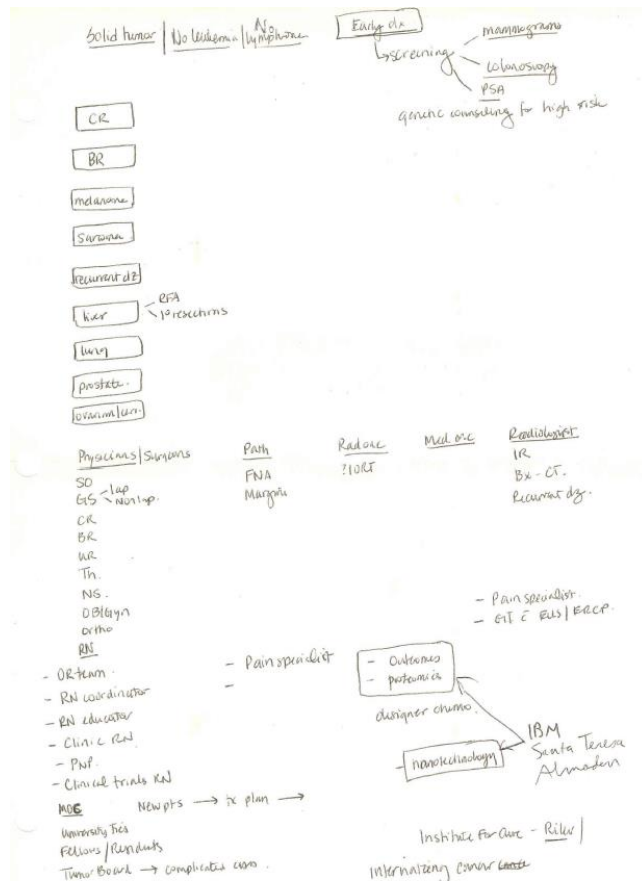 Solid tumor | No leukemia | No lymphoma
Early dx
screening
mammograms
colonoscopy
PSA
genetic counseling for high risk
CR
BR
melanoma
Sarcoma
recurrent dz
liver
RFA
1º resections
lung
prostate.
ovarian/
Physicians/Surgeons
SO
GS lap
Non lap.
CR
BR
UR
Th.
NS.
OB/Gyn
Ortho
RN
Path
FNA
Margins
Rad onc
?IORT
Med onc
Radiologist
IR
Bx - CT.
Recurrent dz.
- Pain specialist.
- GI c̄ EUS/ERCP.
- OR team.
- RN coordinator
- RN educator
- Clinic RN
- PNP.
- Clinical trials RN
- Pain specialist
-
- Outcomes
- proteomics
designer chemo.
- nanotechnology
IBM
Santa Teresa
Almaden
New pts → tx plan →
University Ties
Fellows/Residents
Tumor Board → complicated cases.
Institute For Care -
Internalizing cancer